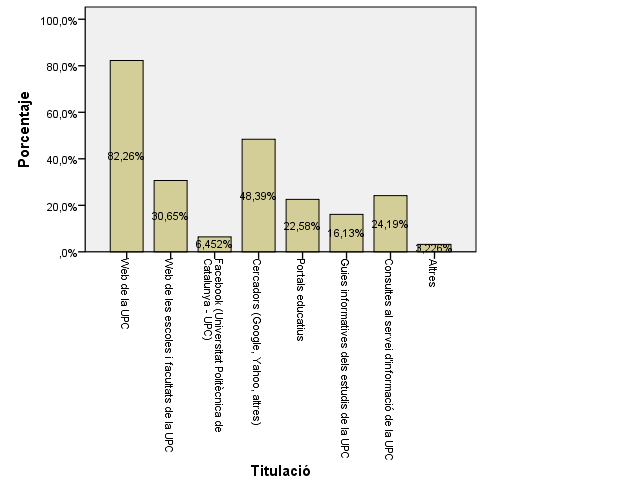 100,0%
80,0%
60,0%
40,0%
20,0%
,0%
Porcentaje
82,26%
30,65%
6,452%
48,39%
22,58%
16,13%
24,19%
3,226%
Web de la UPC
Web de les escoles i facultats de la UPC
Facebook (Universitat Politècnica de
Catalunya - UPC)
Cercadors (Google, Yahoo, altres)
Portals educatius
Guies informatives dels estudis de la UPC
Consultes al servei d'informació de la UPC
Altres
Titulació